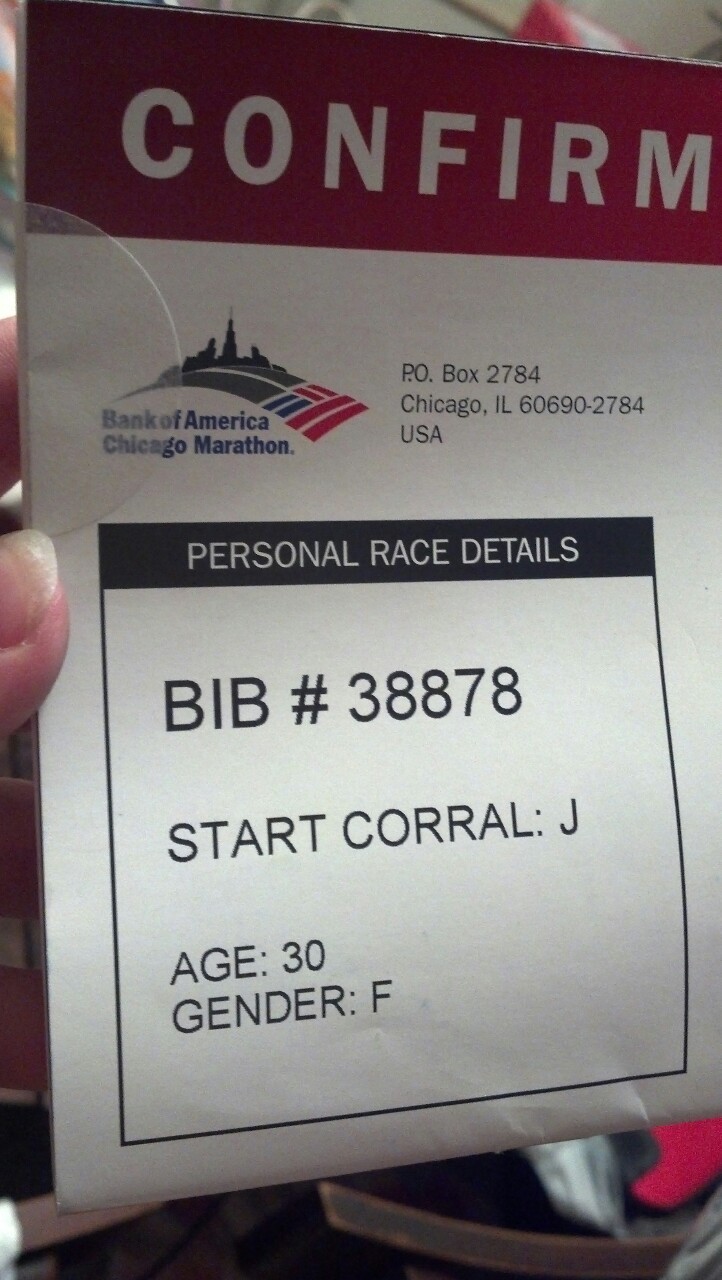 CONFIRM
Bank of America
Chicago Marathon.
P.O. Box 2784
Chicago, IL 60690-2784
USA
PERSONAL RACE DETAILS
BIB # 38878
START CORRAL: J
AGE: 30
GENDER: F